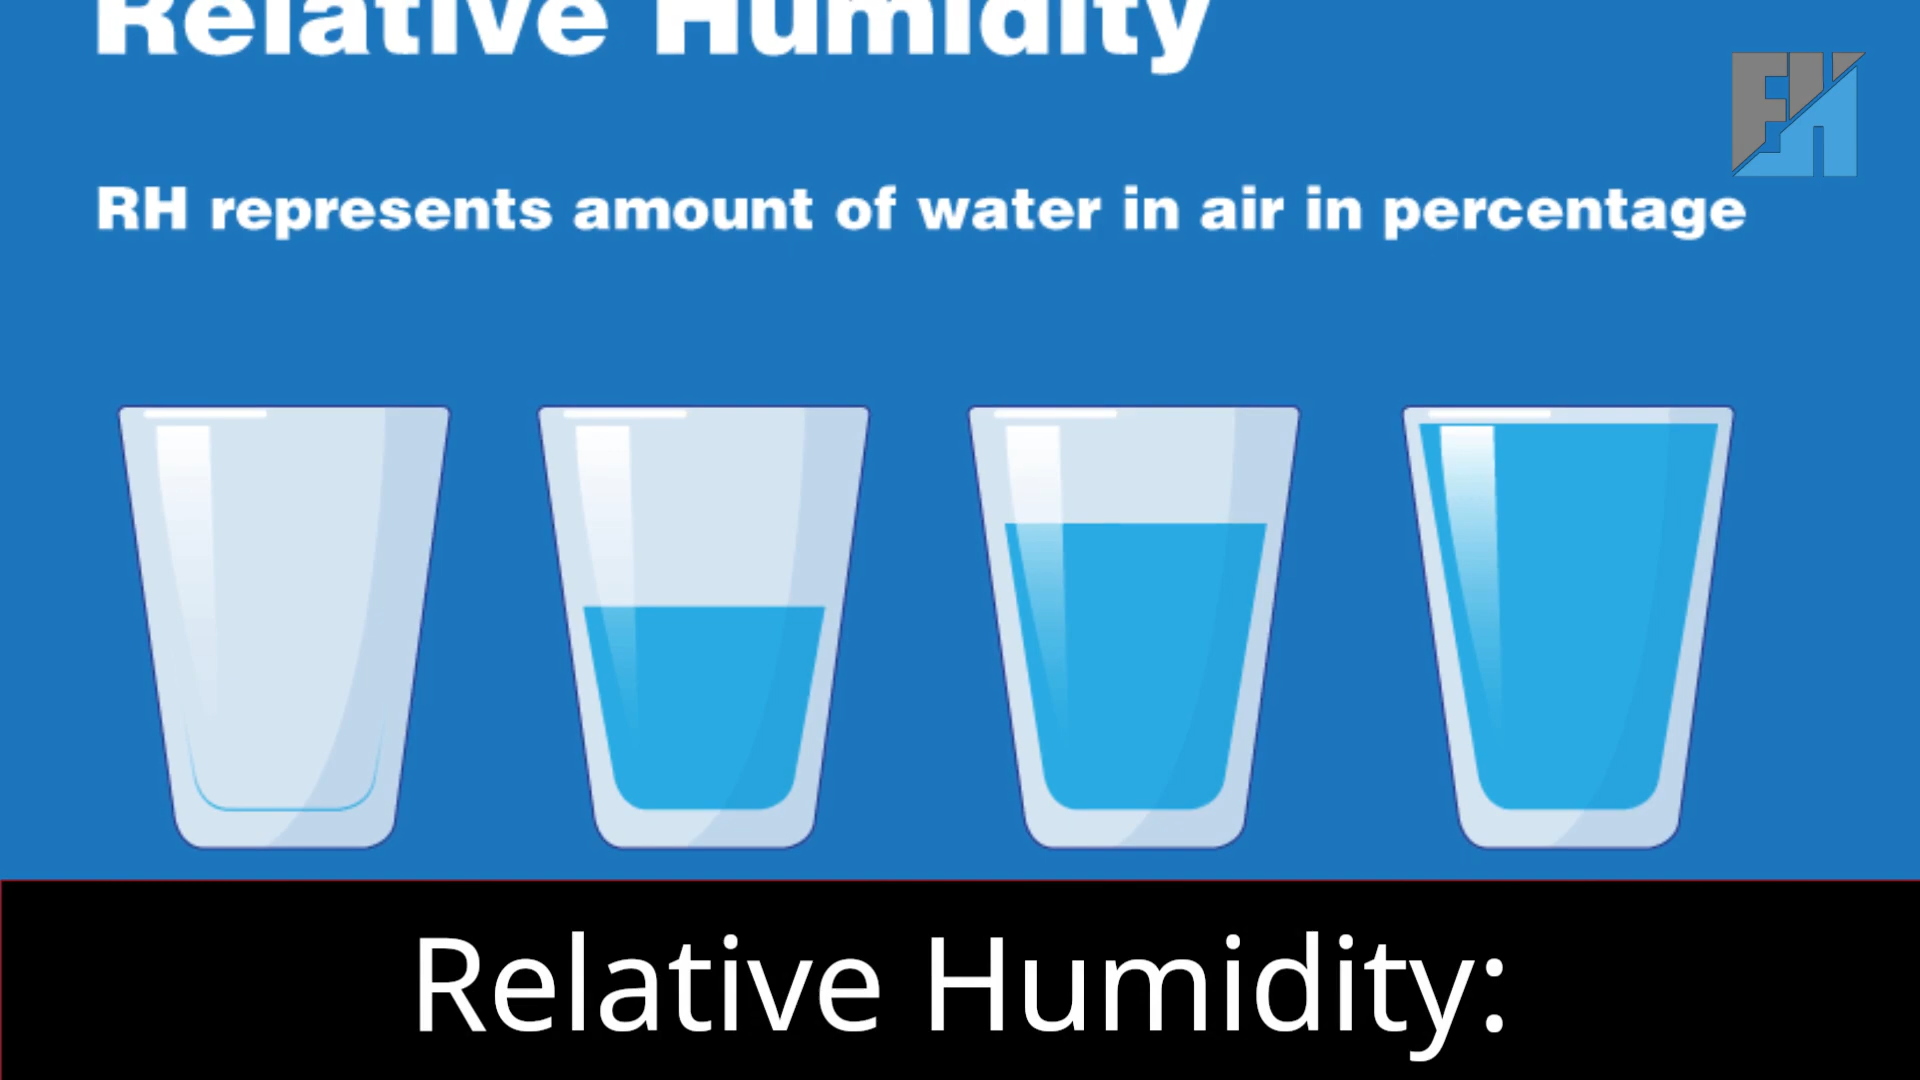 Relative Humidity
RH represents amount of water in air in percentage
Relative Humidity: